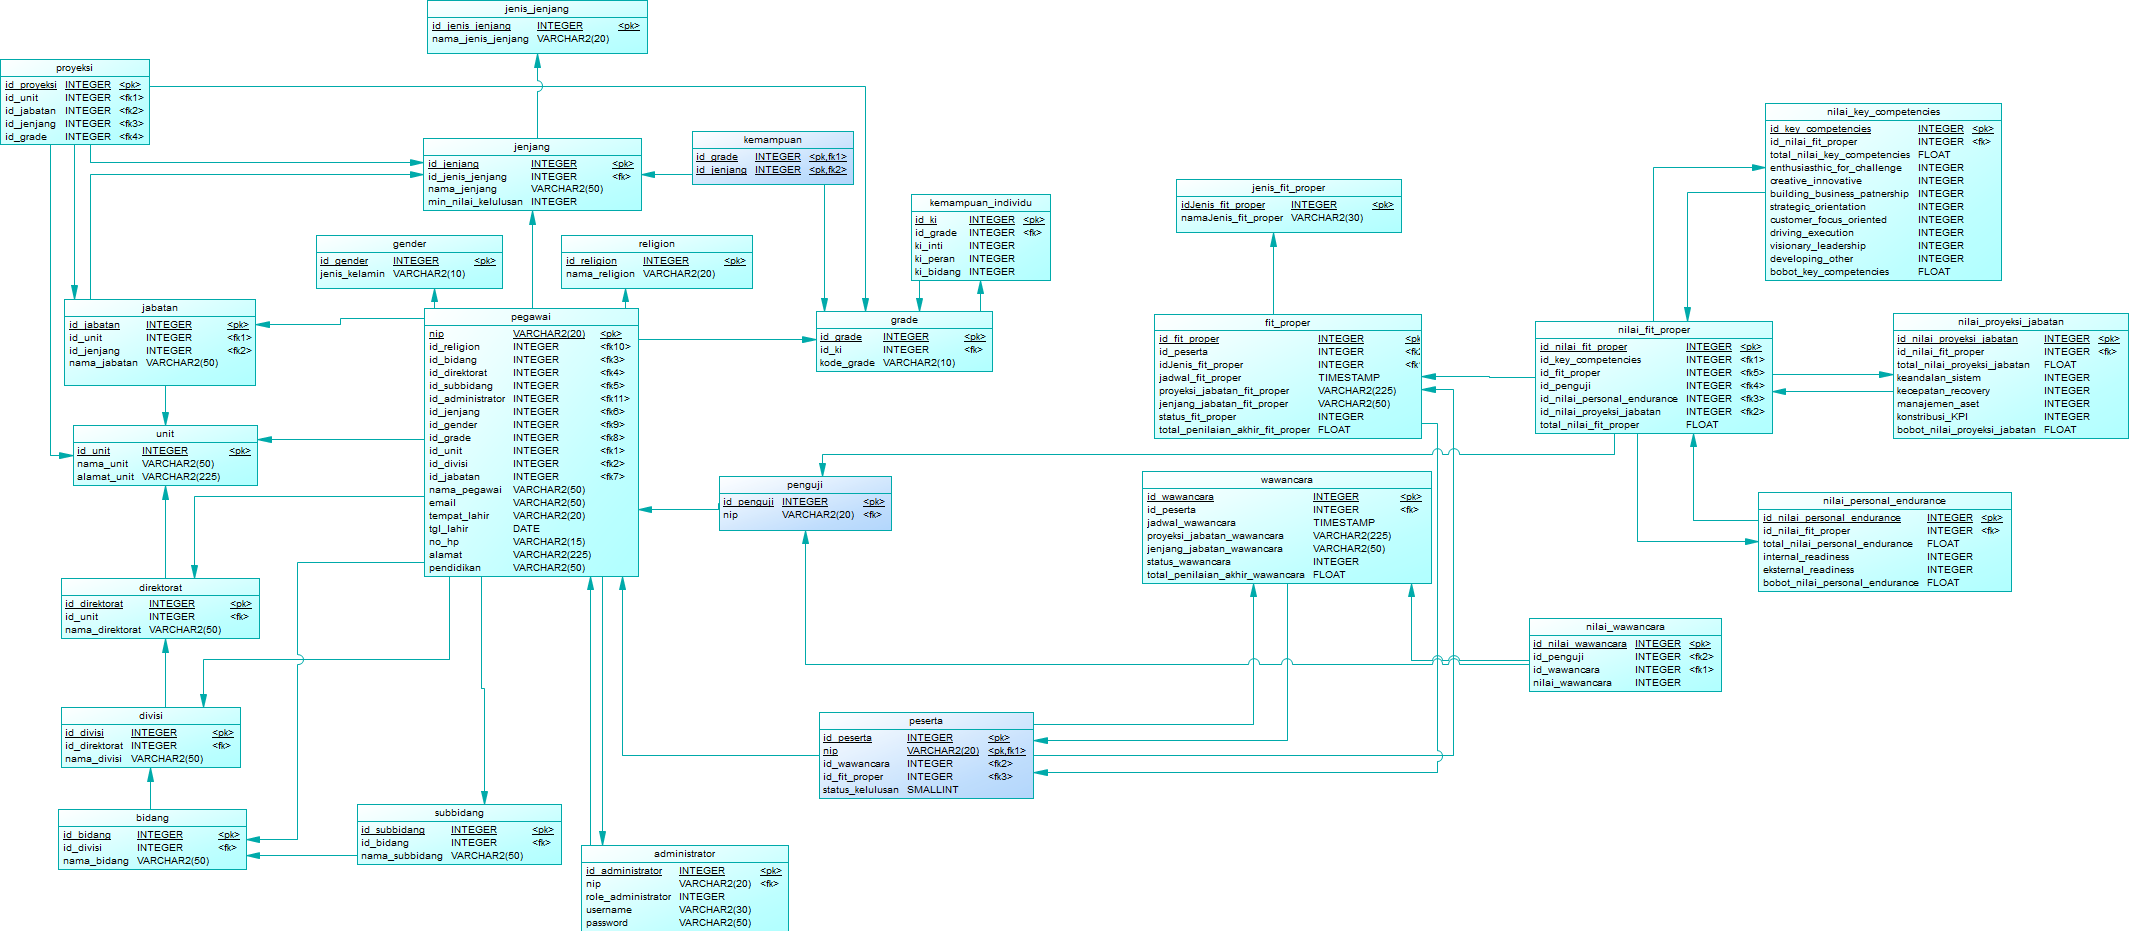 jenis_jenjang
id_jenis_jenjang INTEGER <pk>
nama_jenis_jenjang VARCHAR2(20)
proyeksi
id_proyeksi INTEGER <pk>
id_unit INTEGER <fk1>
id_jabatan INTEGER <fk2>
id_jenjang INTEGER <fk3>
id_grade INTEGER <fk4>
jenjang
id_jenjang INTEGER <pk>
id_jenis_jenjang INTEGER <fk>
nama_jenjang VARCHAR2(50)
min_nilai_kelulusan INTEGER
kemampuan
id_grade INTEGER <pk,fk1>
id_jenjang INTEGER <pk,fk2>
kemampuan_individu
id_ki INTEGER <pk>
id_grade INTEGER <fk>
ki_inti INTEGER
ki_peran INTEGER
ki_bidang INTEGER
jenis_fit_proper
idJenis_fit_proper INTEGER <pk>
namaJenis_fit_proper VARCHAR2(30)
nilai_key_competencies
id_key_competencies INTEGER <pk>
id_nilai_fit_proper INTEGER <fk>
total_nilai_key_competencies FLOAT
enthusiasthic_for_challenge INTEGER
creative_innovative INTEGER
building_business_patnership INTEGER
strategic_orientation INTEGER
customer_focus_oriented INTEGER
driving_execution INTEGER
visionary_leadership INTEGER
developing_other INTEGER
bobot_key_competencies FLOAT
gender
id_gender INTEGER <pk>
jenis_kelamin VARCHAR2(10)
religion
id_religion INTEGER <pk>
nama_religion VARCHAR2(20)
jabatan
id_jabatan INTEGER <pk>
id_unit INTEGER <fk1>
id_jenjang INTEGER <fk2>
nama_jabatan VARCHAR2(50)
pegawai
nip VARCHAR2(20) <pk>
id_religion INTEGER <fk10>
id_bidang INTEGER <fk3>
id_direktorat INTEGER <fk4>
id_subbidang INTEGER <fk5>
id_administrator INTEGER <fk11>
id_jenjang INTEGER <fk6>
id_gender INTEGER <fk9>
id_grade INTEGER <fk8>
id_unit INTEGER <fk1>
id_divisi INTEGER <fk2>
id_jabatan INTEGER <fk7>
nama_pegawai VARCHAR2(50)
email VARCHAR2(50)
tempat_lahir VARCHAR2(20)
tgl_lahir DATE
no_hp VARCHAR2(15)
alamat VARCHAR2(225)
pendidikan VARCHAR2(50)
grade
id_grade INTEGER <pk>
id_ki INTEGER <fk>
kode_grade VARCHAR2(10)
fit_proper
id_fit_proper INTEGER <pk
id_peserta INTEGER <fk2
idJenis_fit_proper INTEGER <fk
jadwal_fit_proper TIMESTAMP
proyeksi_jabatan_fit_proper VARCHAR2(225)
jenjang_jabatan_fit_proper VARCHAR2(50)
status_fit_proper INTEGER
total_penilaian_akhir_fit_proper FLOAT
nilai_fit_proper
id_nilai_fit_proper INTEGER <pk>
id_key_competencies INTEGER <fk1>
id_fit_proper INTEGER <fk5>
id_penguji INTEGER <fk4>
id_nilai_personal_endurance INTEGER <fk3>
id_nilai_proyeksi_jabatan INTEGER <fk2>
total_nilai_fit_proper FLOAT
nilai_proyeksi_jabatan
id_nilai_proyeksi_jabatan INTEGER <pk>
id_nilai_fit_proper INTEGER <fk>
total_nilai_proyeksi_jabatan FLOAT
keandalan_sistem INTEGER
kecepatan_recovery INTEGER
manajemen_aset INTEGER
konstribusi_KPI INTEGER
bobot_nilai_proyeksi_jabatan FLOAT
unit
id_unit INTEGER <pk>
nama_unit VARCHAR2(50)
alamat_unit VARCHAR2(225)
penguji
id_penguji INTEGER <pk>
nip VARCHAR2(20) <fk>
wawancara
id_wawancara INTEGER <pk>
id_peserta INTEGER <fk>
jadwal_wawancara TIMESTAMP
proyeksi_jabatan_wawancara VARCHAR2(225)
jenjang_jabatan_wawancara VARCHAR2(50)
status_wawancara INTEGER
total_penilaian_akhir_wawancara FLOAT
nilai_personal_endurance
id_nilai_personal_endurance INTEGER <pk>
id_nilai_fit_proper INTEGER <fk>
total_nilai_personal_endurance FLOAT
internal_readiness INTEGER
eksternal_readiness INTEGER
bobot_nilai_personal_endurance FLOAT
direktorat
id_direktorat INTEGER <pk>
id_unit INTEGER <fk>
nama_direktorat VARCHAR2(50)
nilai_wawancara
id_nilai_wawancara INTEGER <pk>
id_penguji INTEGER <fk2>
id_wawancara INTEGER <fk1>
nilai_wawancara INTEGER
divisi
id_divisi INTEGER <pk>
id_direktorat INTEGER <fk>
nama_divisi VARCHAR2(50)
peserta
id_peserta INTEGER <pk>
nip VARCHAR2(20) <pk,fk1>
id_wawancara INTEGER <fk2>
id_fit_proper INTEGER <fk3>
status_kelulusan SMALLINT
bidang
id_bidang INTEGER <pk>
id_divisi INTEGER <fk>
nama_bidang VARCHAR2(50)
subbidang
id_subbidang INTEGER <pk>
id_bidang INTEGER <fk>
nama_subbidang VARCHAR2(50)
administrator
id_administrator INTEGER <pk>
nip VARCHAR2(20) <fk>
role_administrator INTEGER
username VARCHAR2(30)
password VARCHAR2(50)